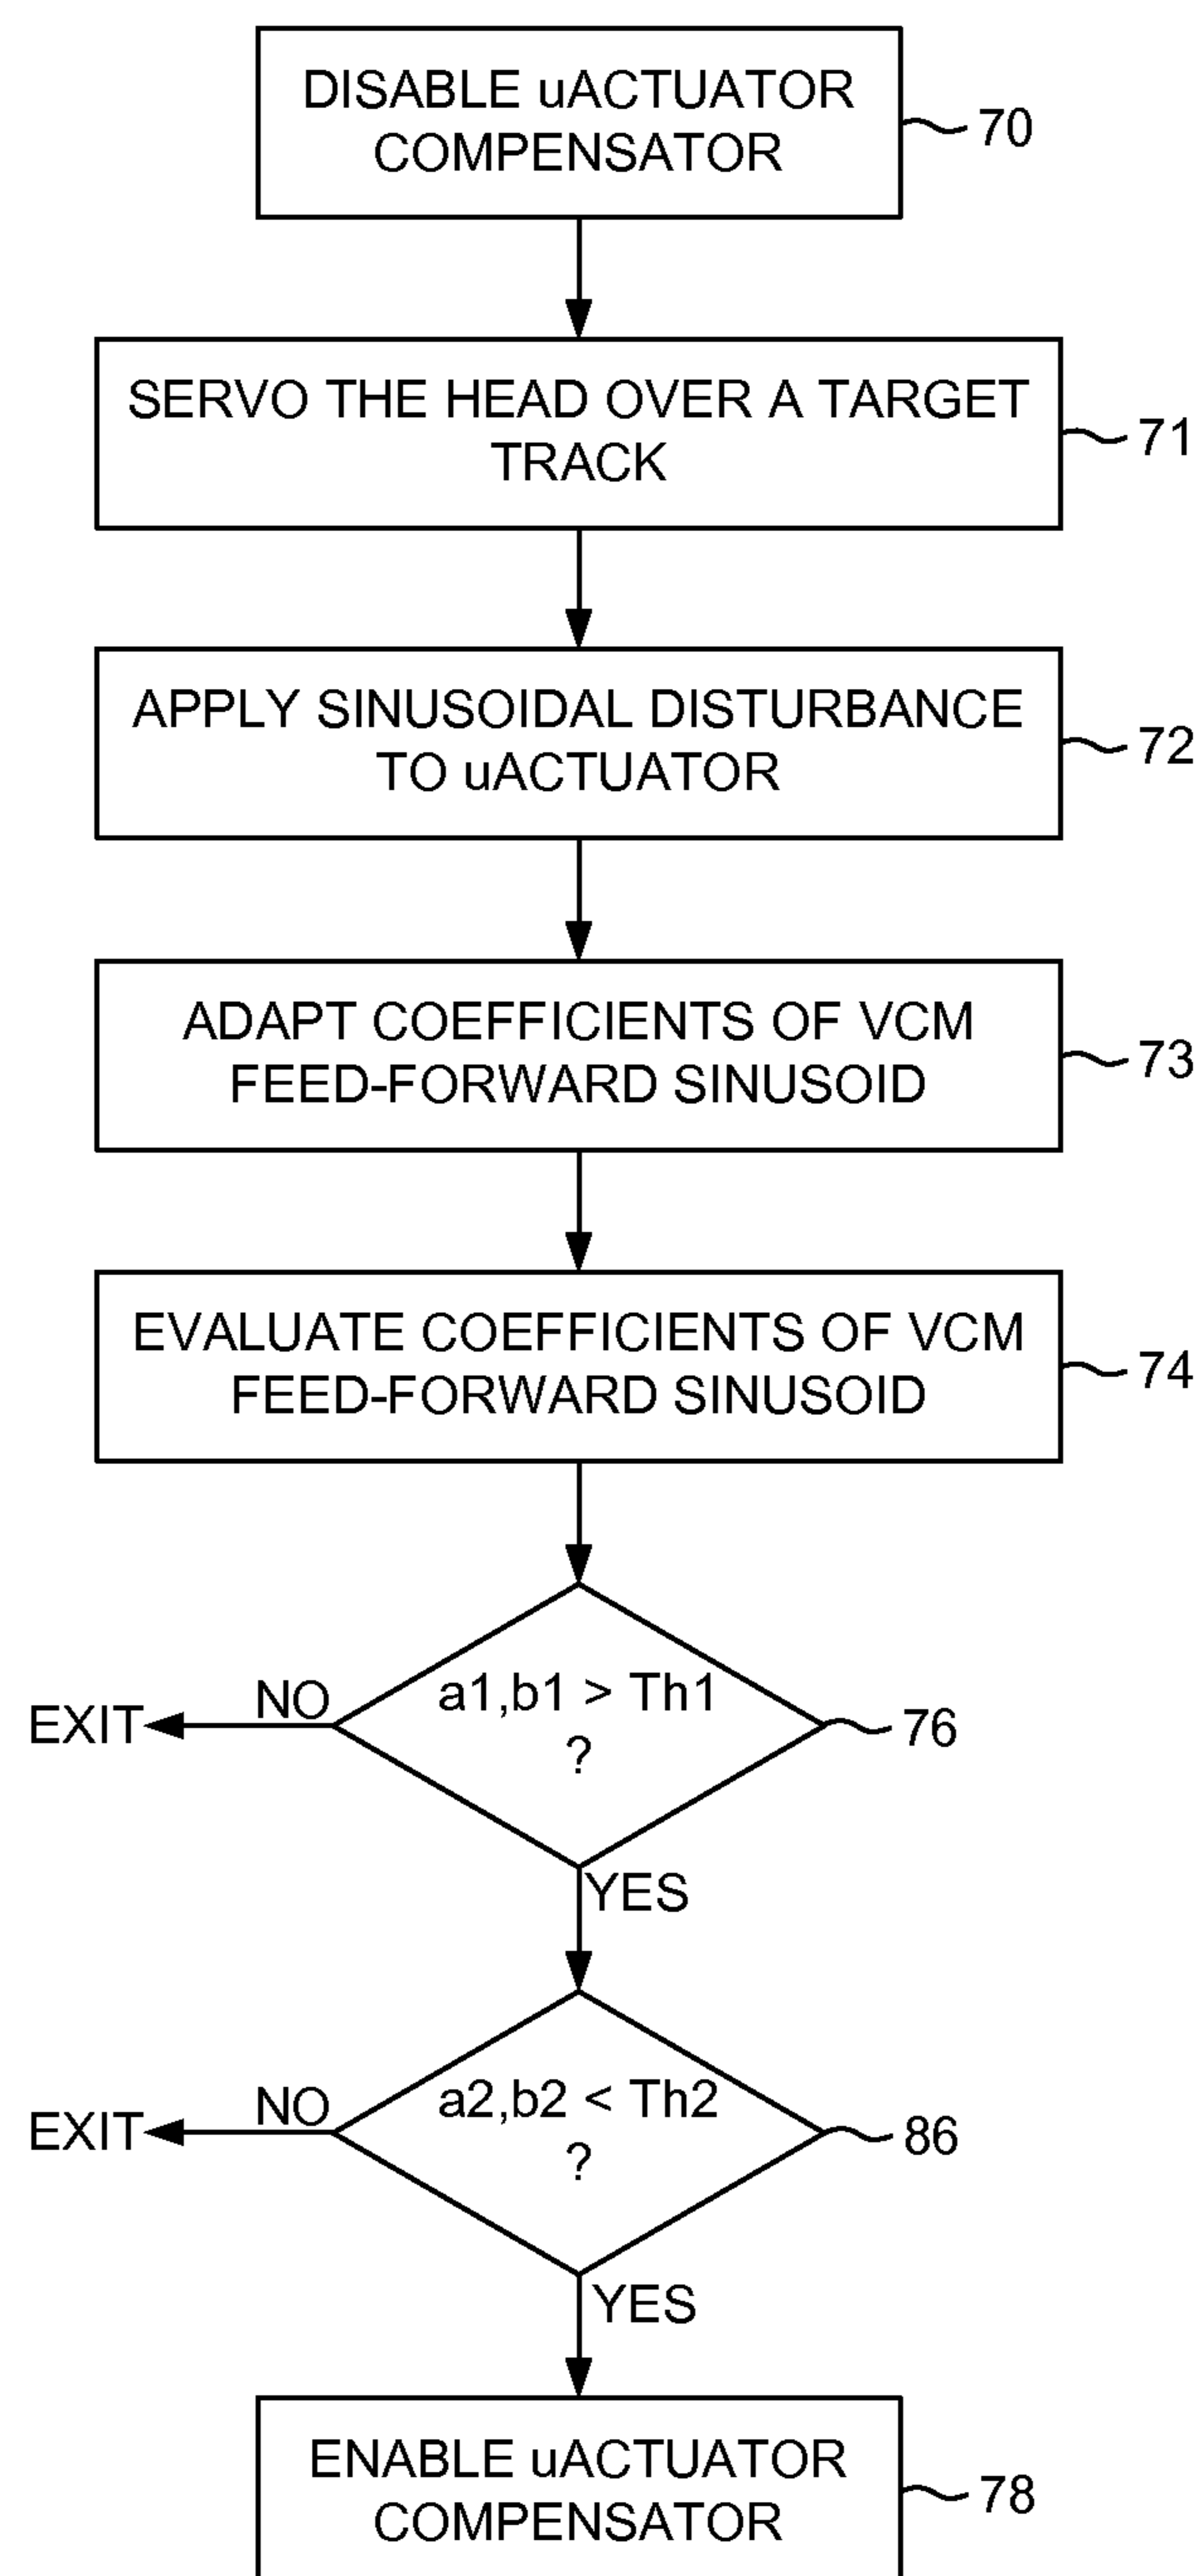 DISABLE uACTUATOR
COMPENSATOR
70
SERVO THE HEAD OVER A TARGET
TRACK
71
APPLY SINUSOIDAL DISTURBANCE
TO uACTUATOR
72
ADAPT COEFFICIENTS OF VCM
FEED-FORWARD SINUSOID
73
EVALUATE COEFFICIENTS OF VCM
FEED-FORWARD SINUSOID
74
a1,b1 > Th1
?
76
NO
EXIT
YES
a2,b2 < Th2
?
86
NO
EXIT
YES
ENABLE uACTUATOR
COMPENSATOR
78